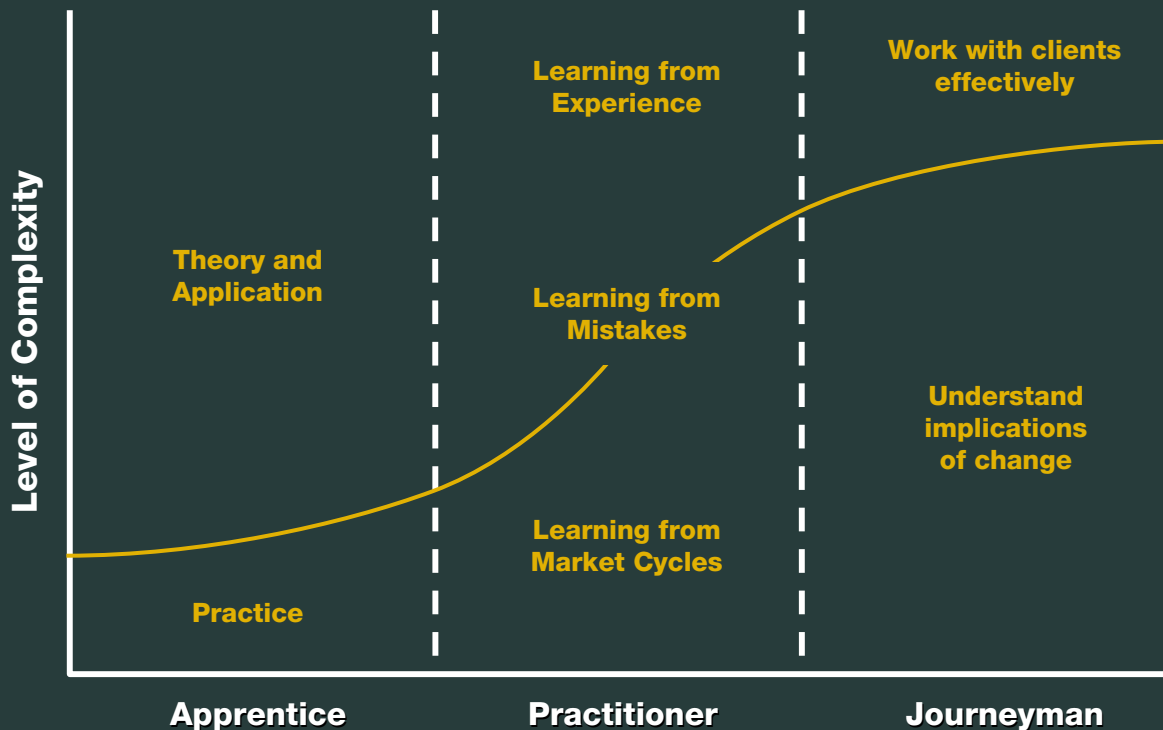 Level of Complexity
Theory and
Application
Practice
Learning from
Experience
Learning from
Mistakes
Learning from
Market Cycles
Work with clients
effectively
Understand
implications
of change
Apprentice
Practitioner
Journeyman